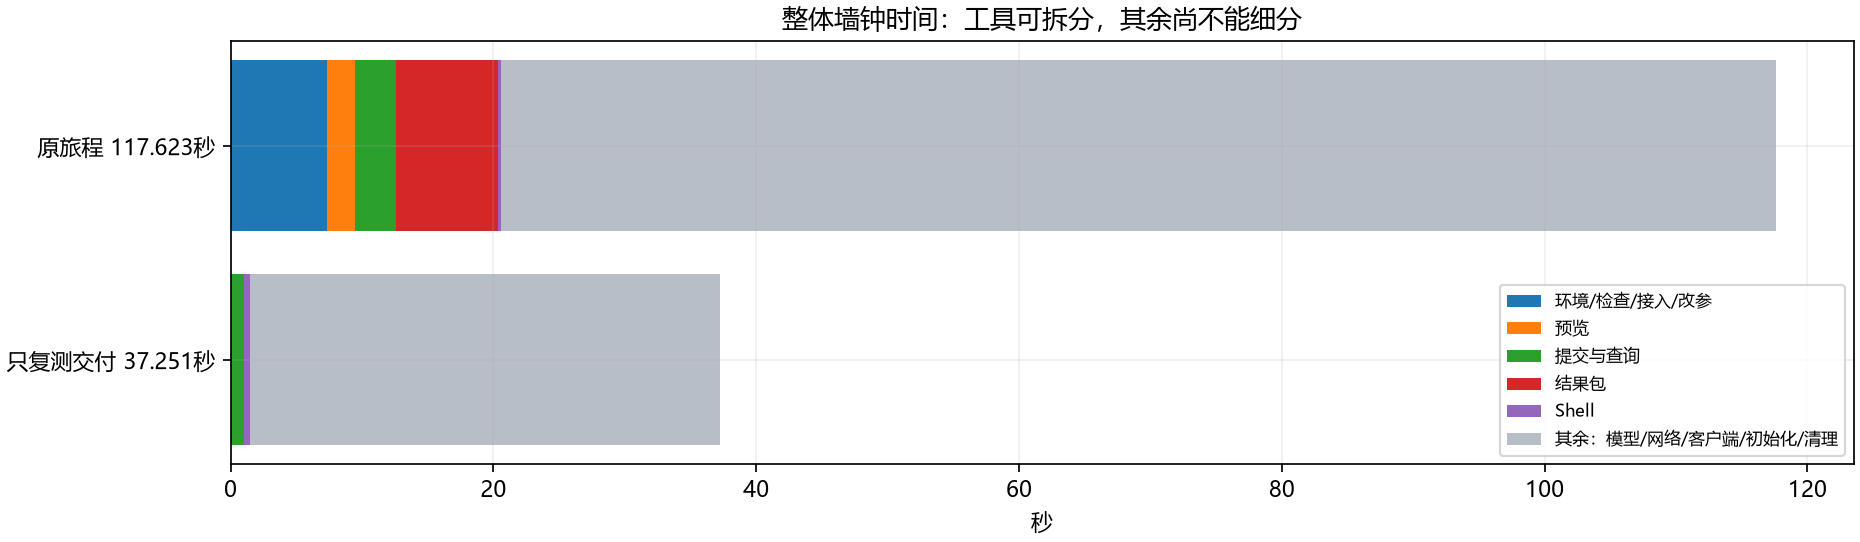 整体墙钟时间：工具可拆分，其余尚不能细分
原旅程 117.623秒
只复测交付 37.251秒
环境/检查/接入/改参
预览
提交与查询
结果包
Shell
其余：模型/网络/客户端/初始化/清理
0 20 40 60 80 100 120
秒